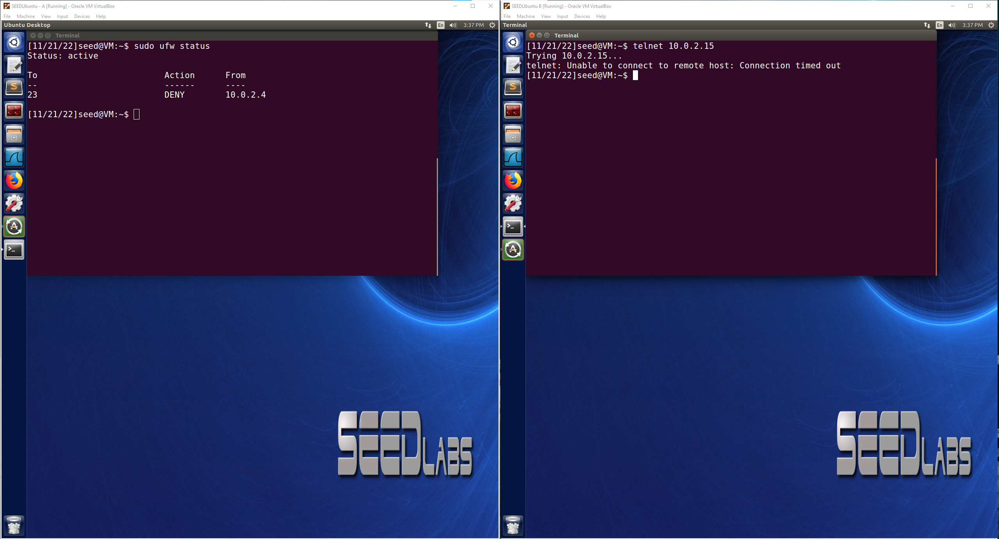 SEEDUbuntu - A [Running] - Oracle VM VirtualBox
File Machine View Input Devices Help
Ubuntu Desktop En 3:37 PM
Terminal
[11/21/22]seed@VM:~$ sudo ufw status
Status: active
To Action From
-- ------ ----
23 DENY 10.0.2.4
[11/21/22]seed@VM:~$
SEEDLABS
SEEDUbuntu B [Running] - Oracle VM VirtualBox
File Machine View Input Devices Help
Terminal En 3:37 PM
Terminal
[11/21/22]seed@VM:~$ telnet 10.0.2.15
Trying 10.0.2.15...
telnet: Unable to connect to remote host: Connection timed out
[11/21/22]seed@VM:~$
SEEDLABS